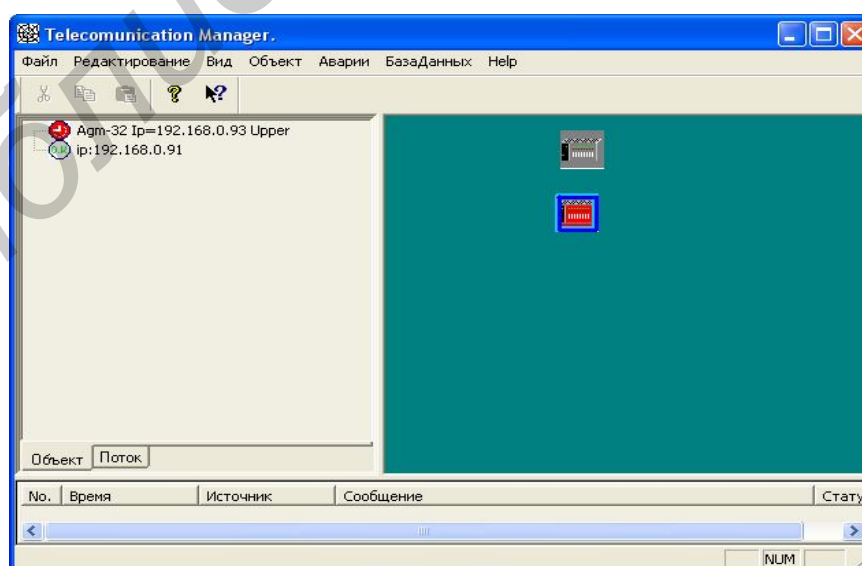 Telecomunication Manager.
Файл Редактирование Вид Объект Аварии БазаДанных Help
Agm-32 Ip=192.168.0.93 Upper
O.K ip:192.168.0.91
Объект Поток
No. Время Источник Сообщение Стату
NUM